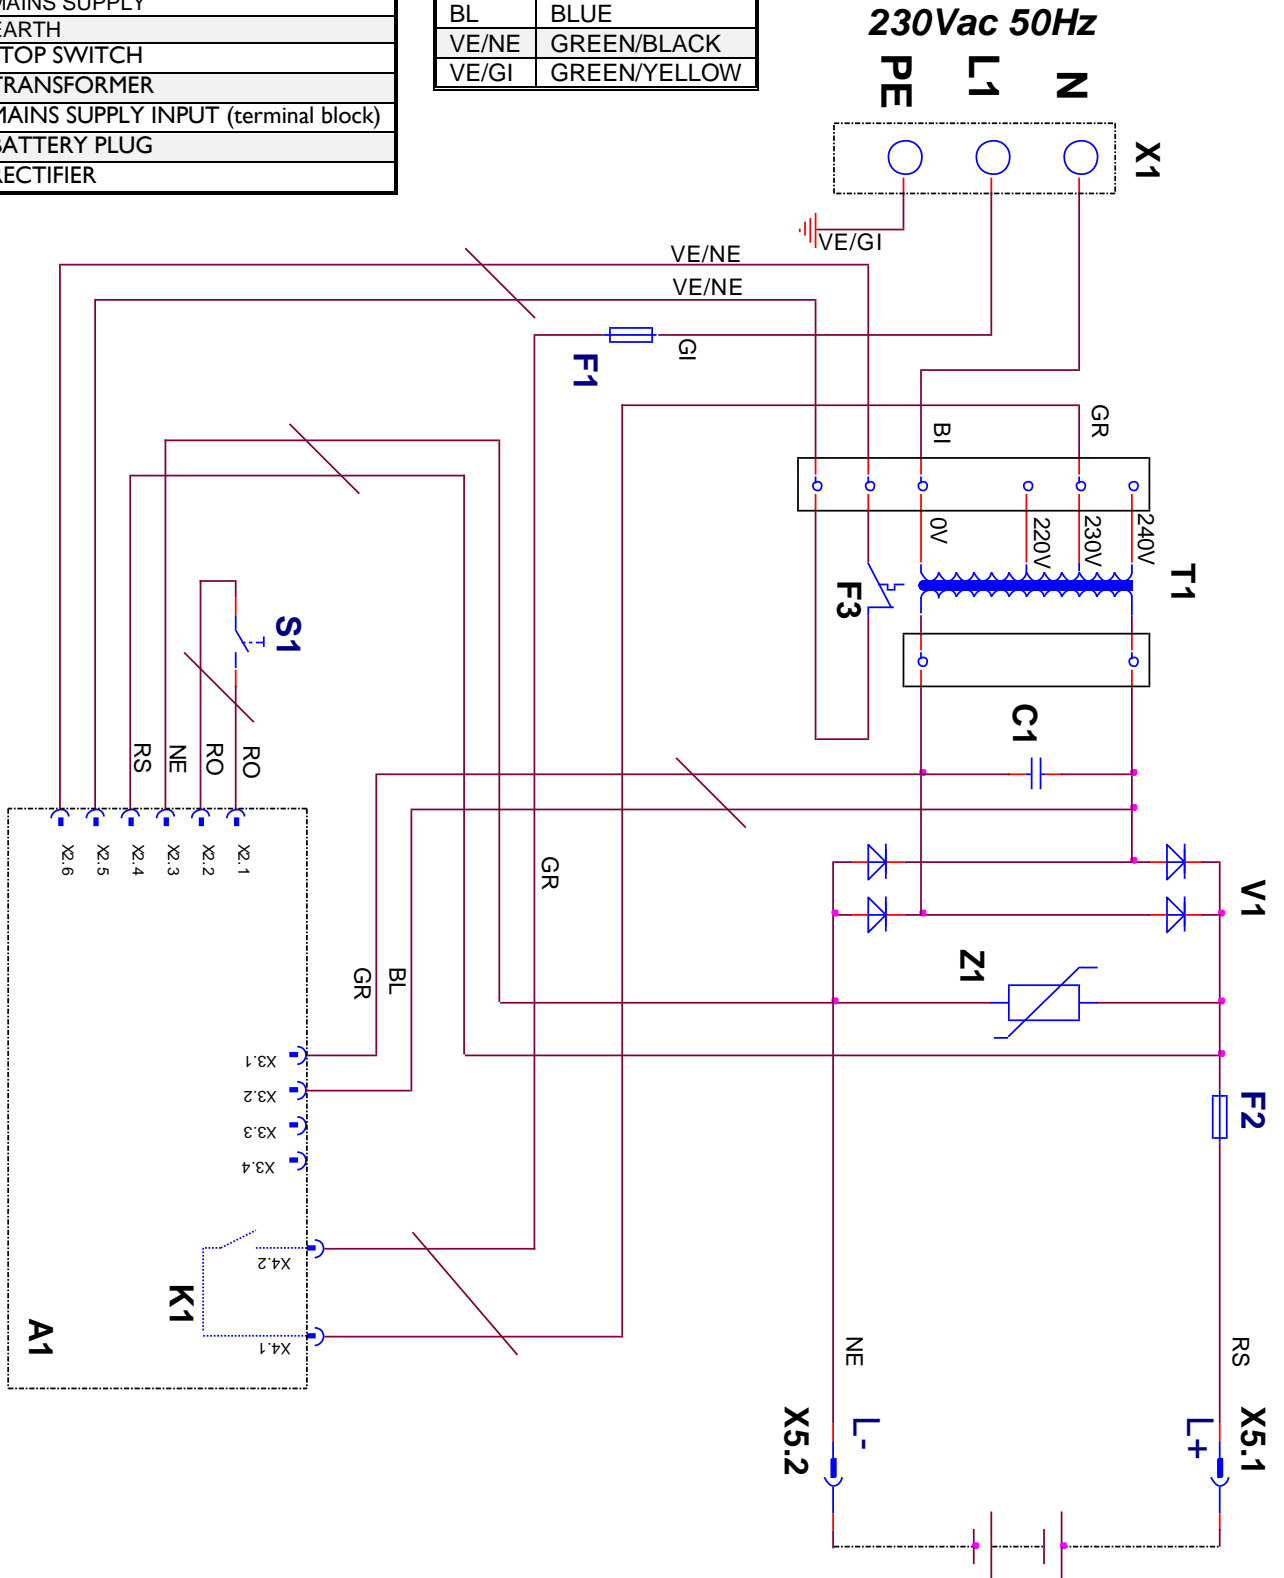 MAINS SUPPLY
EARTH
TOP SWITCH
TRANSFORMER
MAINS SUPPLY INPUT (terminal block)
BATTERY PLUG
RECTIFIER
BL BLUE
VE/NE GREEN/BLACK
VE/GI GREEN/YELLOW
230Vac 50Hz
PE L1 N
X1
VE/GI
VE/NE
VE/NE
F1
GI
BI
GR
0V
220V
230V
240V
T1
F3
S1
C1
RS
NE
RO
RO
X2.6
X2.5
X2.4
X2.3
X2.2
X2.1
GR
V1
Z1
GR
BL
X3.1
X3.2
X3.3
X3.4
F2
X4.2
K1
X4.1
A1
NE
RS
X5.2
L-
L+
X5.1